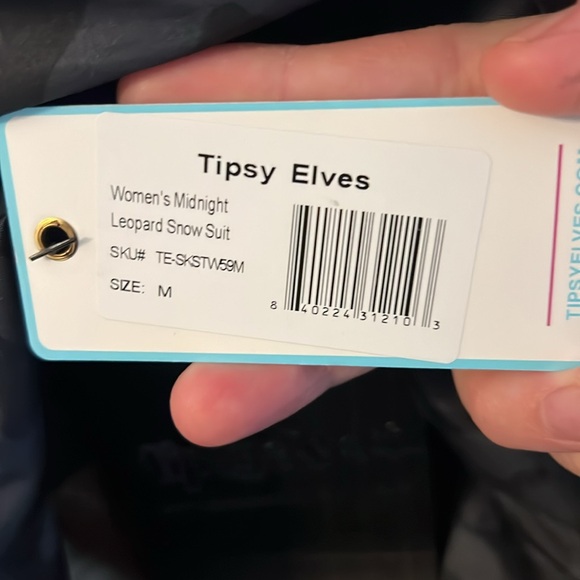 Tipsy Elves
Women's Midnight
Leopard Snow Suit
SKU# TE-SKSTW59M
SIZE: M
8 40224 31210 3
TIPSYELVES.COM